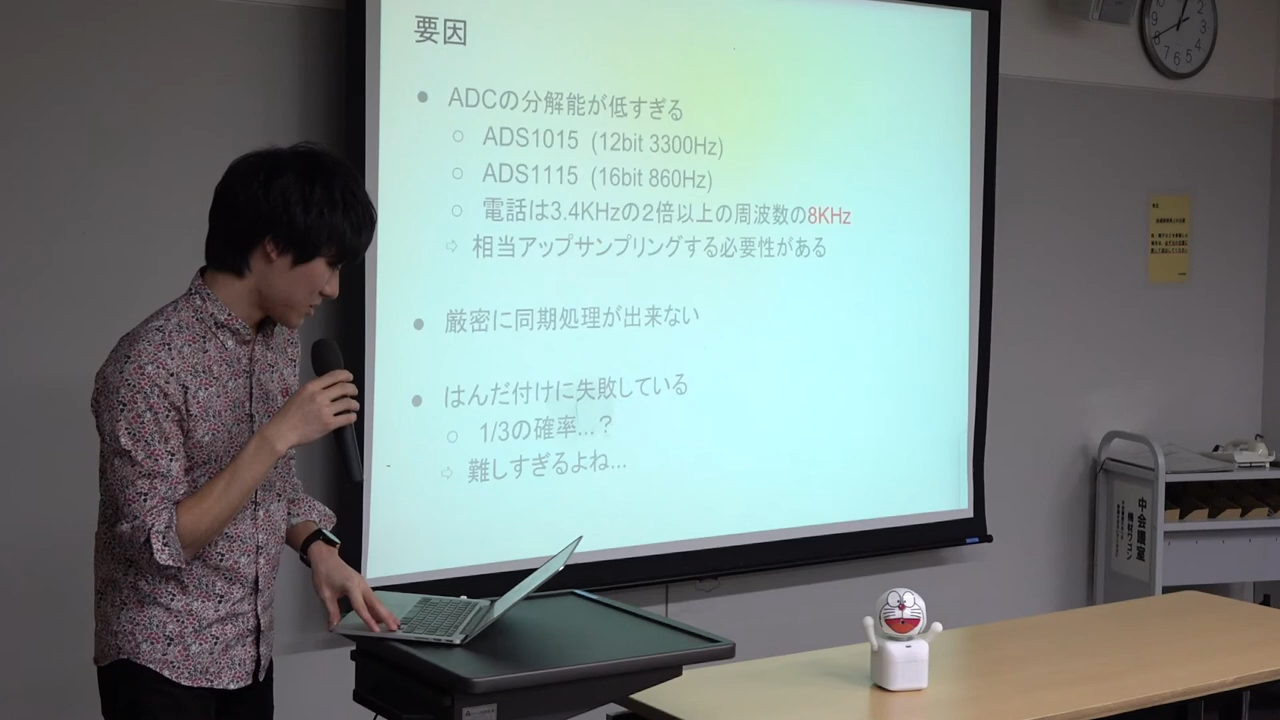 要因
● ADCの分解能が低すぎる
○ ADS1015 (12bit 3300Hz)
○ ADS1115 (16bit 860Hz)
○ 電話は3.4KHzの2倍以上の周波数の8KHz
⇨ 相当アップサンプリングする必要性がある
● 厳密に同期処理が出来ない
● はんだ付けに失敗している
○ 1/3の確率...？
⇨ 難しすぎるよね...
中会議室
機材ワゴン